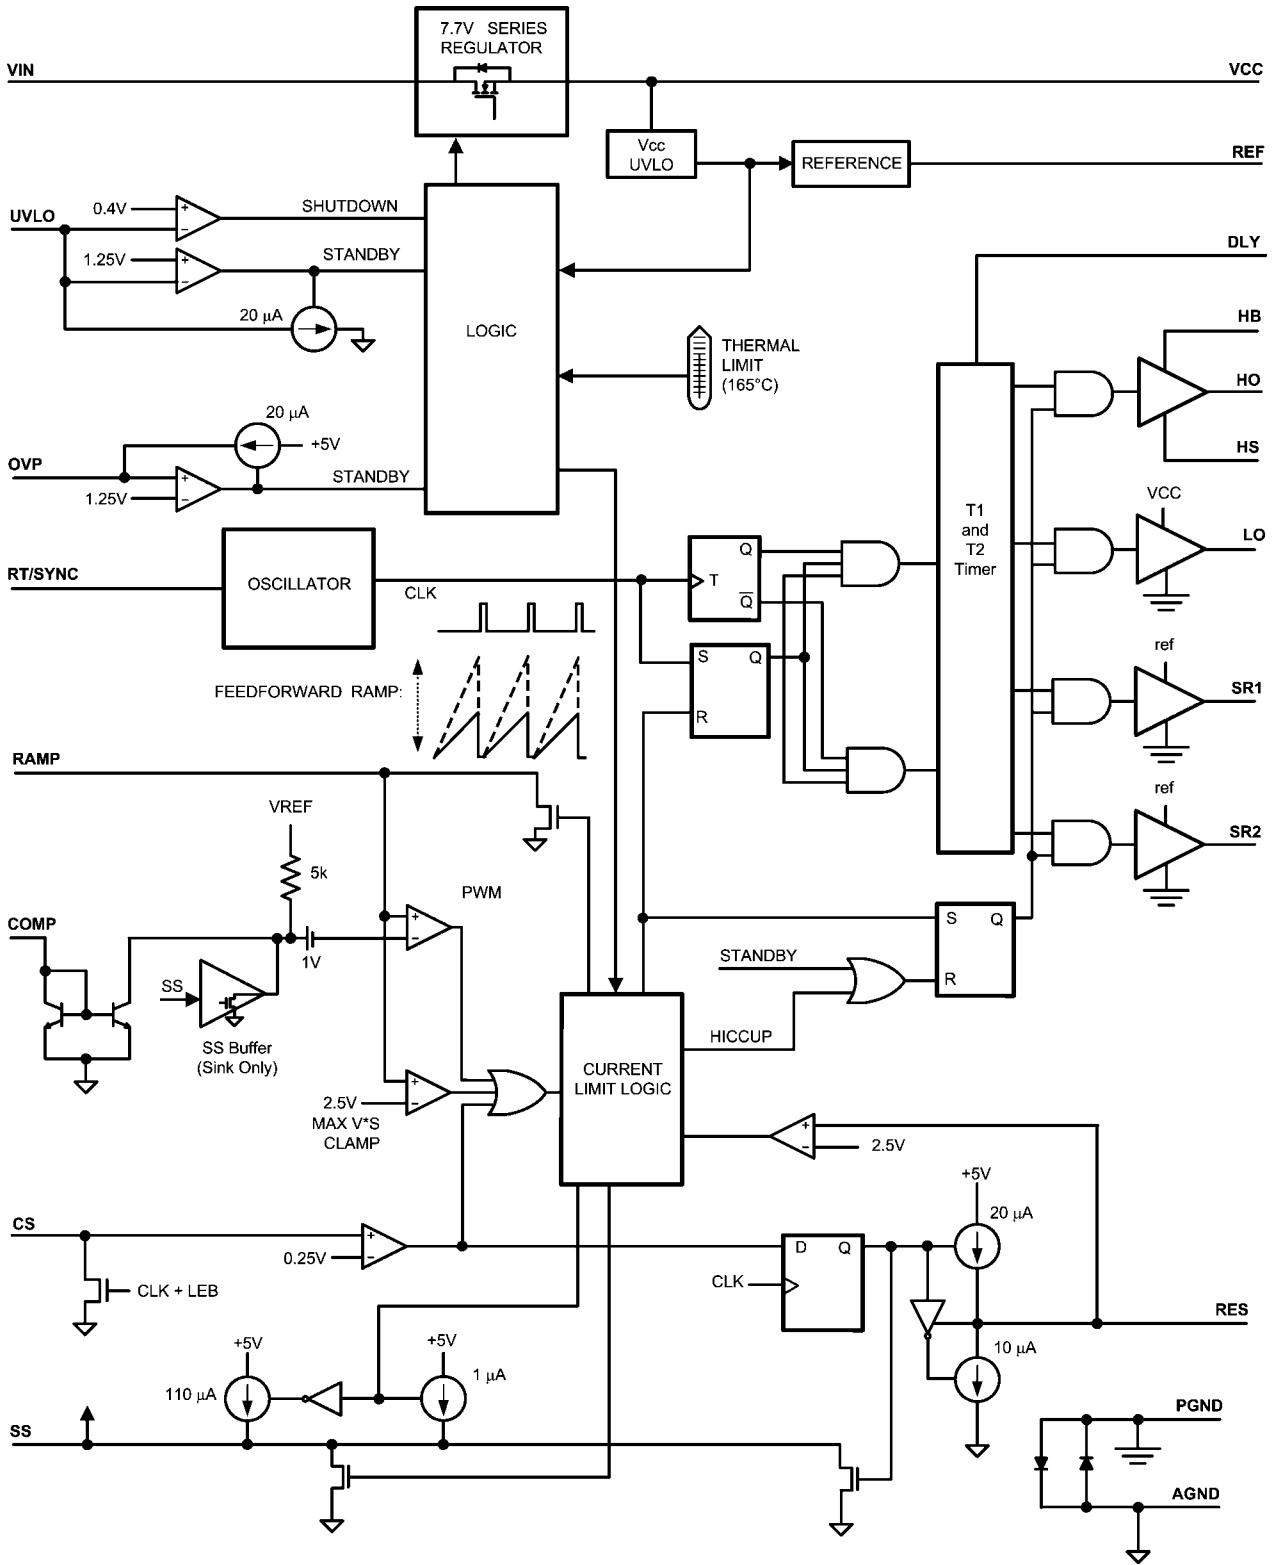 7.7V SERIES
REGULATOR
VIN
VCC
Vcc
UVLO
REFERENCE
REF
UVLO
0.4V
+
−
SHUTDOWN
1.25V
+
−
STANDBY
20 µA
LOGIC
THERMAL
LIMIT
(165°C)
DLY
HB
HO
HS
20 µA
+5V
OVP
1.25V
+
−
STANDBY
T1
and
T2
Timer
VCC
LO
RT/SYNC
OSCILLATOR
CLK
Q
T
Q
S
Q
R
FEEDFORWARD RAMP:
ref
SR1
RAMP
VREF
5k
PWM
ref
SR2
COMP
1V
+
−
SS
SS Buffer
(Sink Only)
STANDBY
S
Q
R
HICCUP
CURRENT
LIMIT LOGIC
+
−
2.5V
MAX V*S
CLAMP
+
−
2.5V
+5V
20 µA
CS
+
−
0.25V
D
Q
CLK
CLK + LEB
RES
10 µA
+5V
110 µA
+5V
1 µA
SS
PGND
AGND